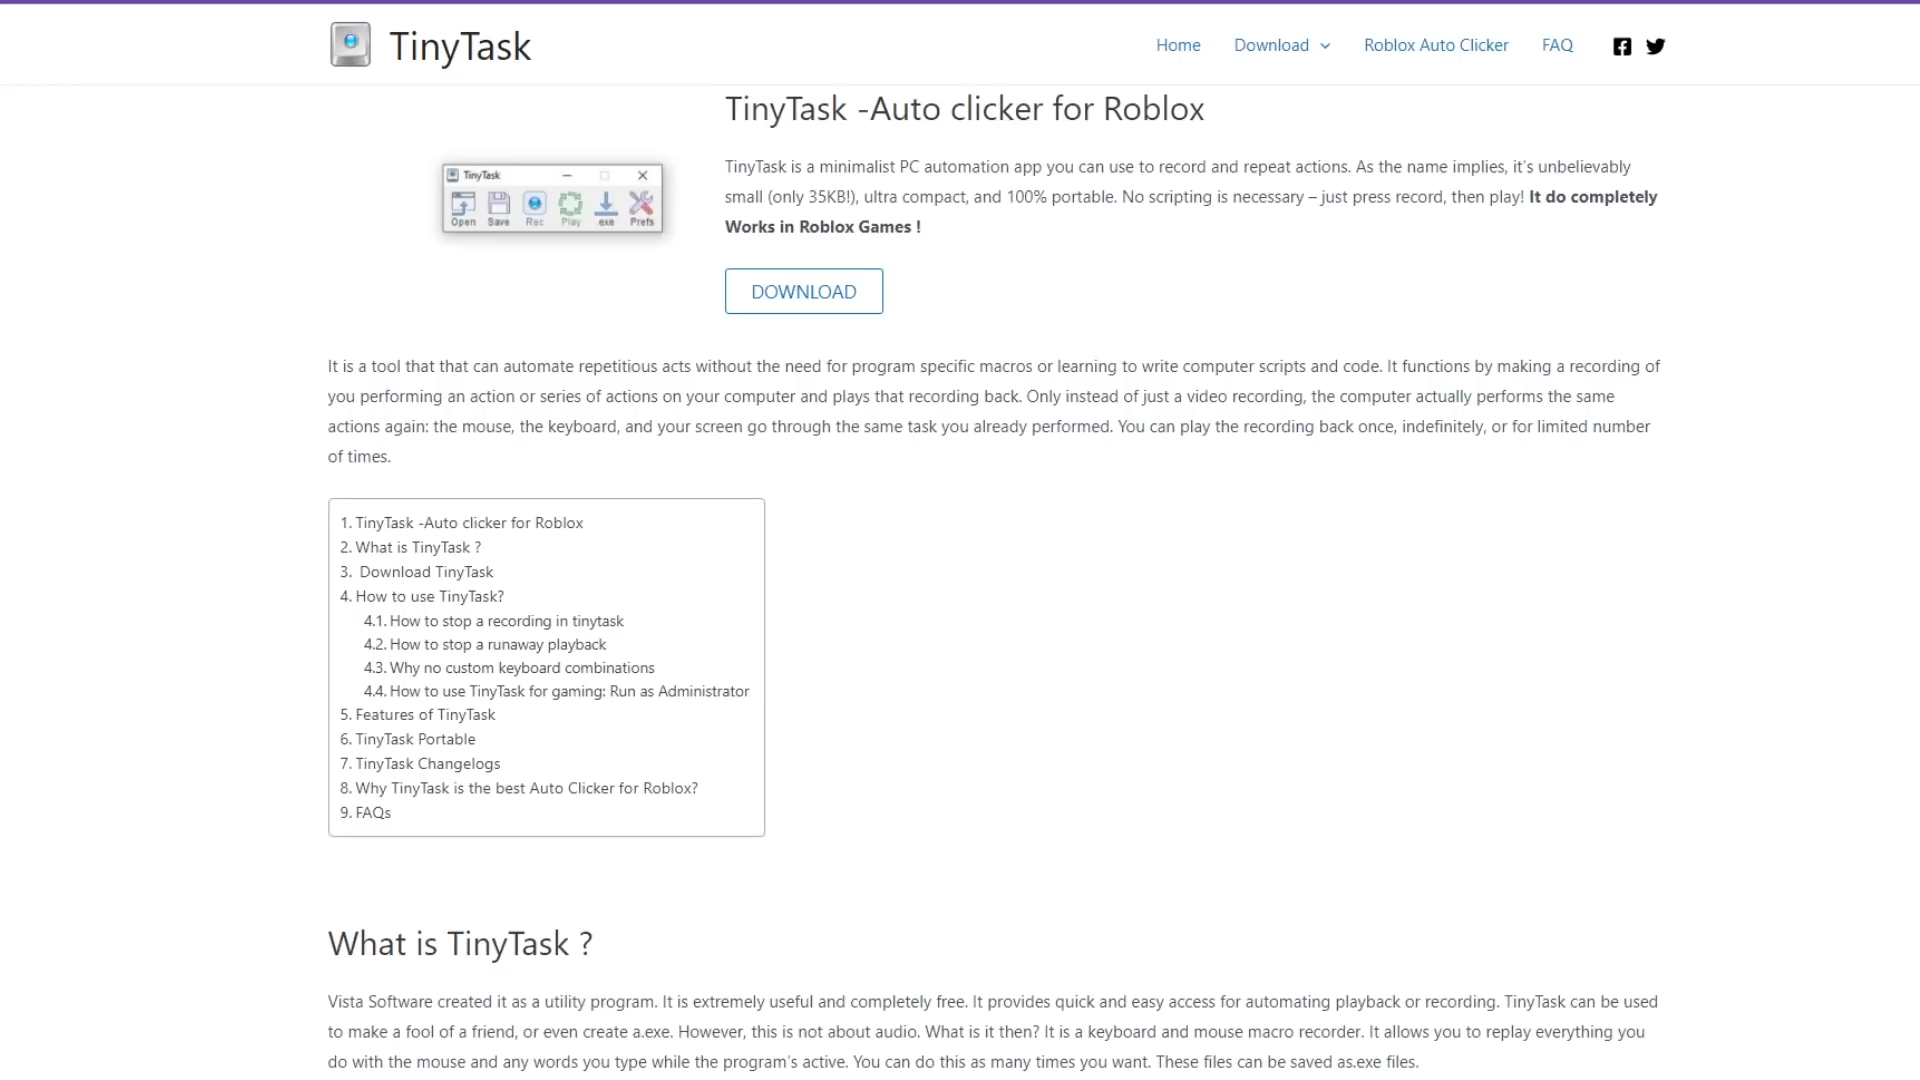 TinyTask
Home
Download
Roblox Auto Clicker
FAQ
TinyTask -Auto clicker for Roblox
TinyTask
Open Save Rec Play .exe Prefs
TinyTask is a minimalist PC automation app you can use to record and repeat actions. As the name implies, it's unbelievably
small (only 35KB!), ultra compact, and 100% portable. No scripting is necessary – just press record, then play! It do completely
Works in Roblox Games !
DOWNLOAD
It is a tool that that can automate repetitious acts without the need for program specific macros or learning to write computer scripts and code. It functions by making a recording of
you performing an action or series of actions on your computer and plays that recording back. Only instead of just a video recording, the computer actually performs the same
actions again: the mouse, the keyboard, and your screen go through the same task you already performed. You can play the recording back once, indefinitely, or for limited number
of times.
1. TinyTask -Auto clicker for Roblox
2. What is TinyTask ?
3. Download TinyTask
4. How to use TinyTask?
4.1. How to stop a recording in tinytask
4.2. How to stop a runaway playback
4.3. Why no custom keyboard combinations
4.4. How to use TinyTask for gaming: Run as Administrator
5. Features of TinyTask
6. TinyTask Portable
7. TinyTask Changelogs
8. Why TinyTask is the best Auto Clicker for Roblox?
9. FAQs
What is TinyTask ?
Vista Software created it as a utility program. It is extremely useful and completely free. It provides quick and easy access for automating playback or recording. TinyTask can be used
to make a fool of a friend, or even create a.exe. However, this is not about audio. What is it then? It is a keyboard and mouse macro recorder. It allows you to replay everything you
do with the mouse and any words you type while the program's active. You can do this as many times you want. These files can be saved as.exe files.